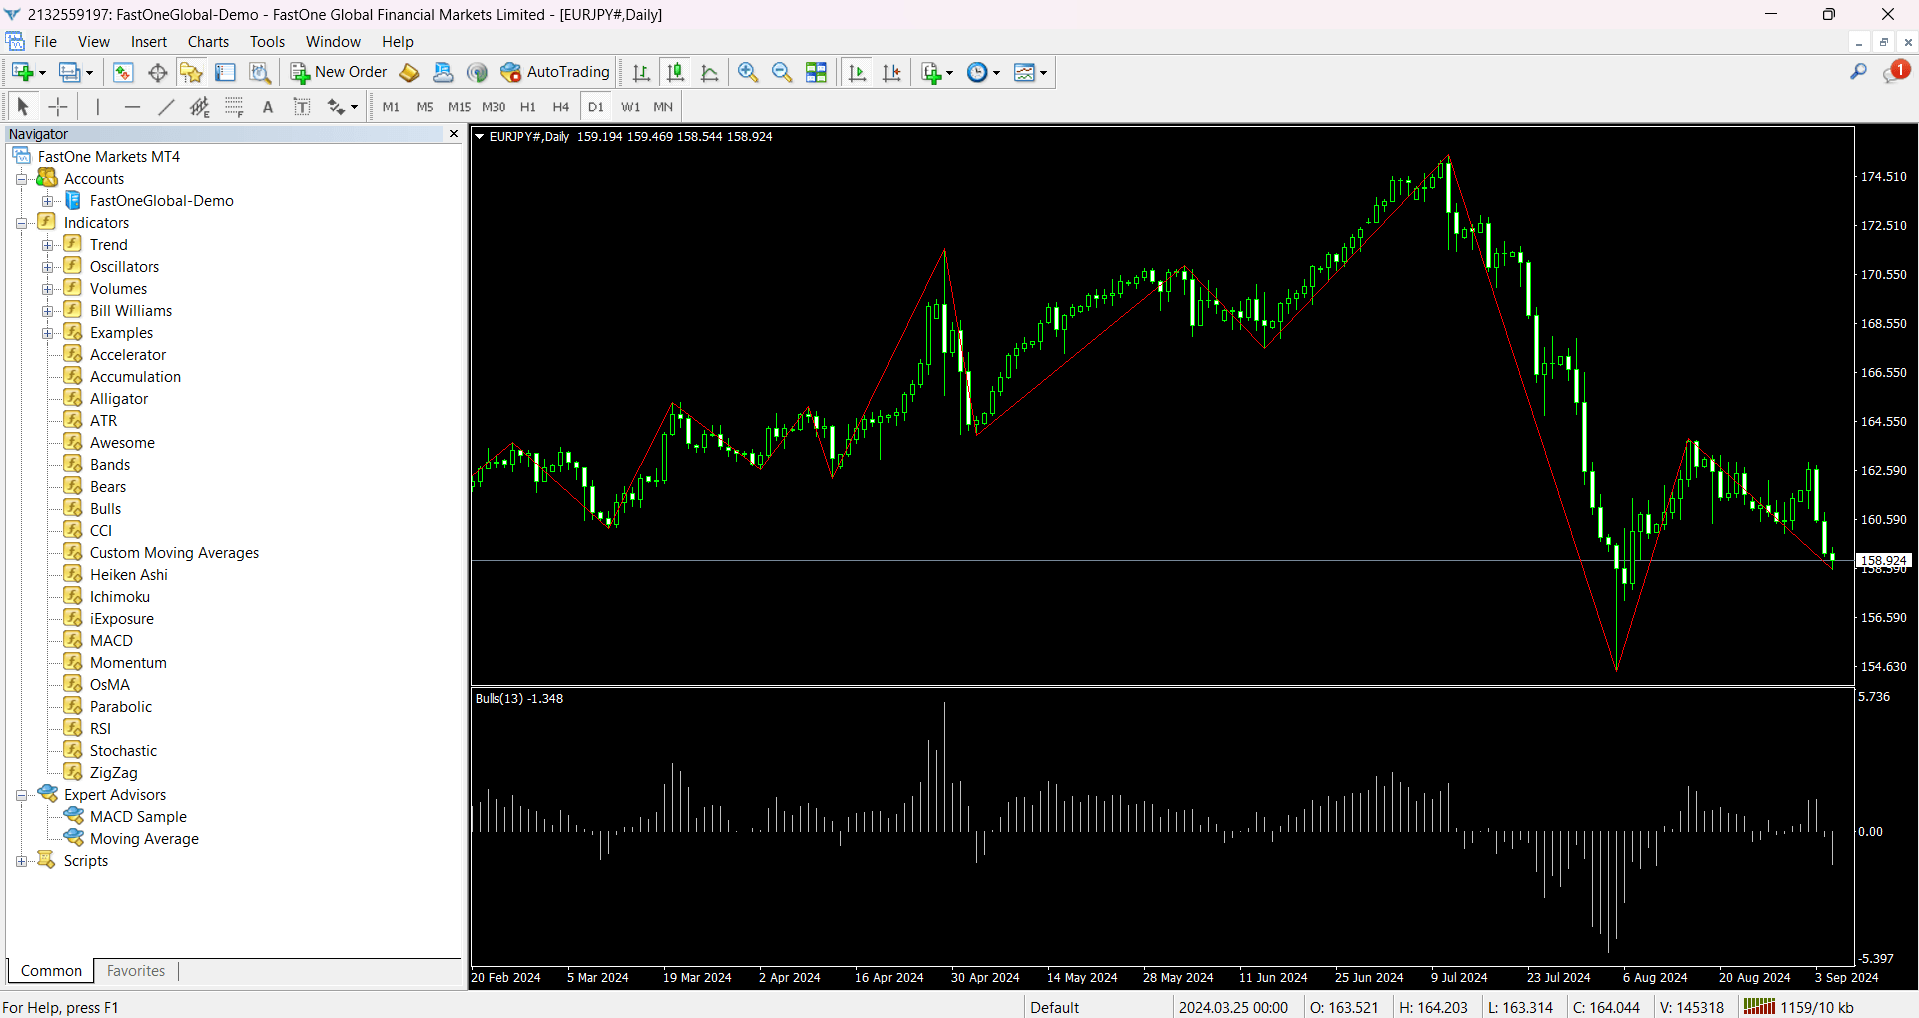 2132559197: FastOneGlobal-Demo - FastOne Global Financial Markets Limited - [EURJPY#,Daily]
File View Insert Charts Tools Window Help
New Order AutoTrading 1
A T M1 M5 M15 M30 H1 H4 D1 W1 MN
Navigator
FastOne Markets MT4
Accounts
FastOneGlobal-Demo
Indicators
Trend
Oscillators
Volumes
Bill Williams
Examples
Accelerator
Accumulation
Alligator
ATR
Awesome
Bands
Bears
Bulls
CCI
Custom Moving Averages
Heiken Ashi
Ichimoku
iExposure
MACD
Momentum
OsMA
Parabolic
RSI
Stochastic
ZigZag
Expert Advisors
MACD Sample
Moving Average
Scripts
Common Favorites
EURJPY#,Daily 159.194 159.469 158.544 158.924
174.510
172.510
170.550
168.550
166.550
164.550
162.590
160.590
158.924
158.590
156.590
154.630
Bulls(13) -1.348
5.736
0.00
-5.397
20 Feb 2024 5 Mar 2024 19 Mar 2024 2 Apr 2024 16 Apr 2024 30 Apr 2024 14 May 2024 28 May 2024 11 Jun 2024 25 Jun 2024 9 Jul 2024 23 Jul 2024 6 Aug 2024 20 Aug 2024 3 Sep 2024
For Help, press F1 Default 2024.03.25 00:00 O: 163.521 H: 164.203 L: 163.314 C: 164.044 V: 145318 1159/10 kb